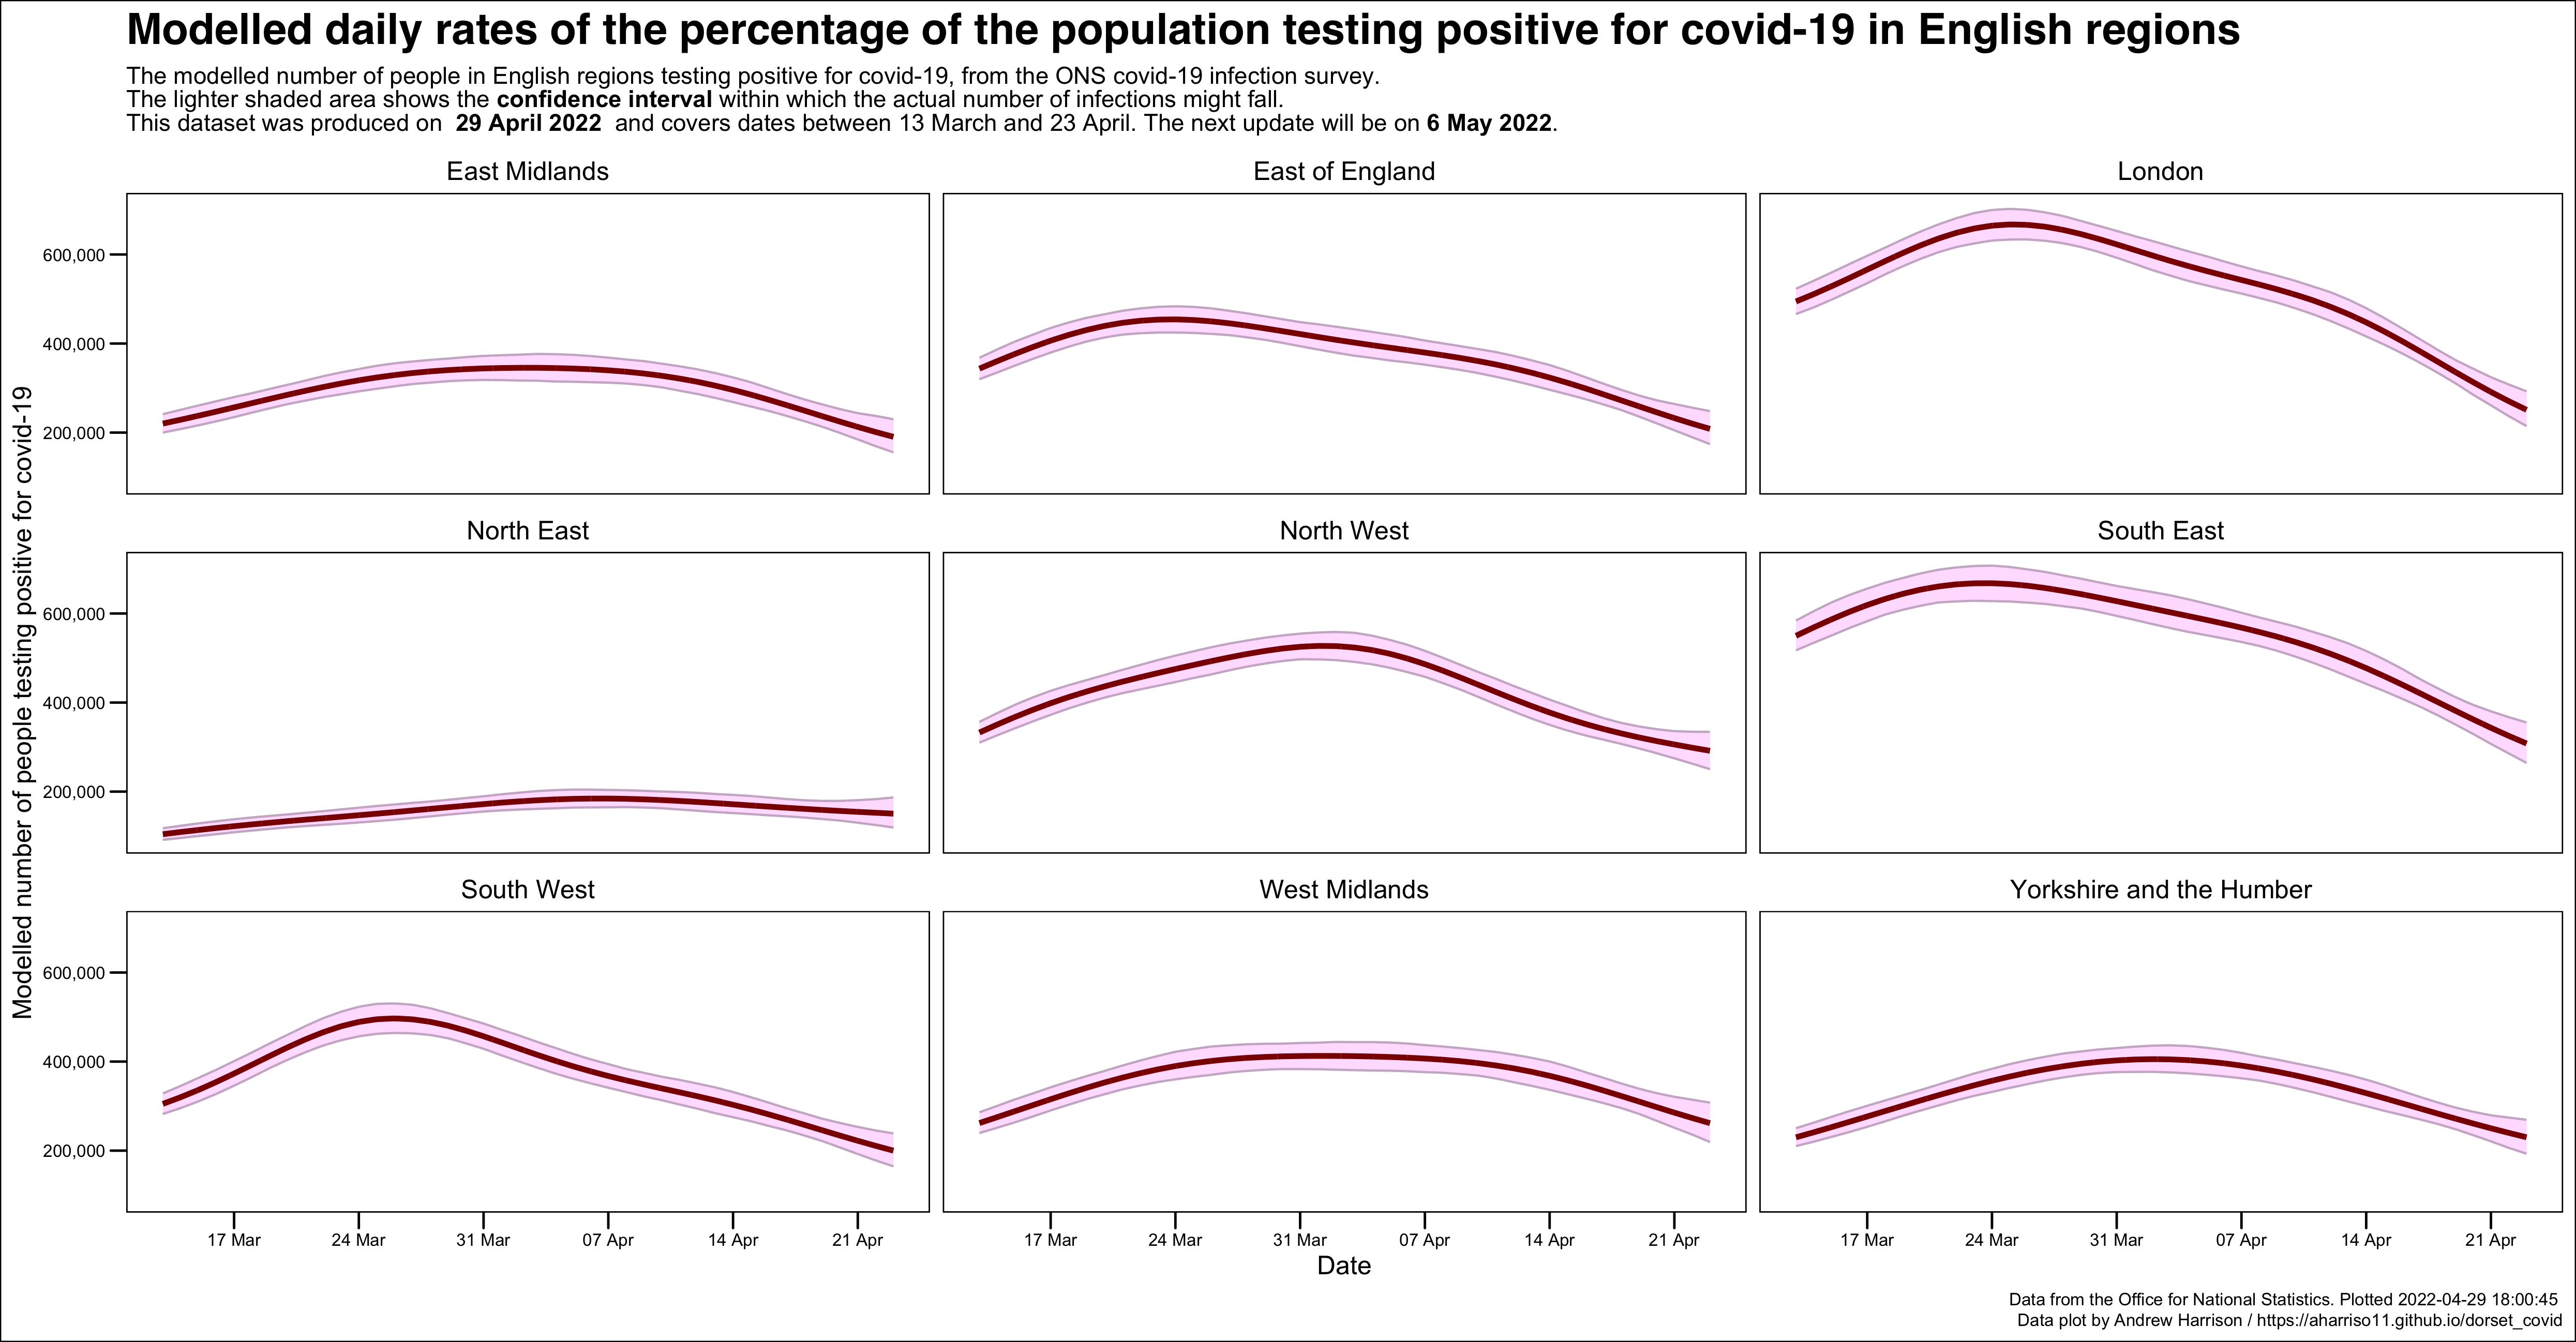 Modelled daily rates of the percentage of the population testing positive for covid-19 in English regions
The modelled number of people in English regions testing positive for covid-19, from the ONS covid-19 infection survey.
The lighter shaded area shows the confidence interval within which the actual number of infections might fall.
This dataset was produced on 29 April 2022 and covers dates between 13 March and 23 April. The next update will be on 6 May 2022.
Modelled number of people testing positive for covid-19
East Midlands East of England London
600,000
400,000
200,000
North East North West South East
600,000
400,000
200,000
South West West Midlands Yorkshire and the Humber
600,000
400,000
200,000
17 Mar 24 Mar 31 Mar 07 Apr 14 Apr 21 Apr 17 Mar 24 Mar 31 Mar 07 Apr 14 Apr 21 Apr 17 Mar 24 Mar 31 Mar 07 Apr 14 Apr 21 Apr
Date
Data from the Office for National Statistics. Plotted 2022-04-29 18:00:45
Data plot by Andrew Harrison / https://aharriso11.github.io/dorset_covid